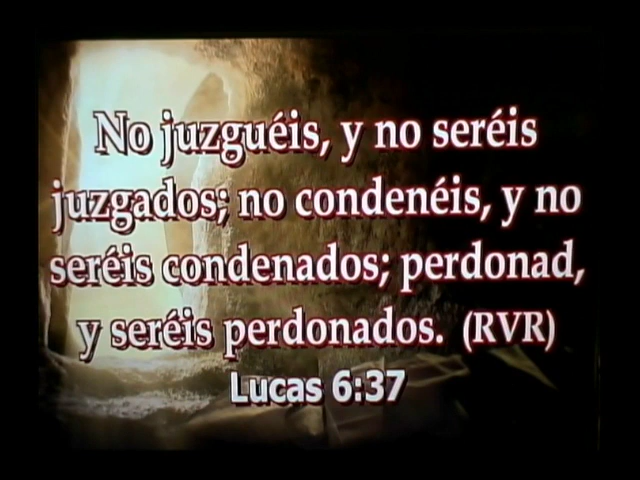 No juzguéis, y no seréis
juzgados; no condenéis, y no
seréis condenados; perdonad,
y seréis perdonados. (RVR)
Lucas 6:37